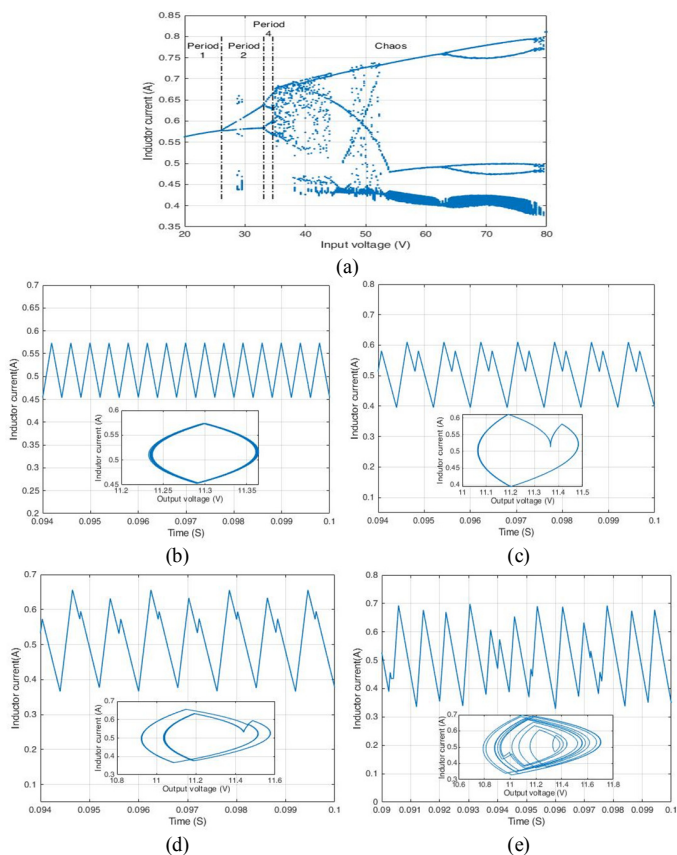 Period
4
Period
1
Period
2
Chaos
0.85
0.8
0.75
0.7
0.65
0.6
0.55
0.5
0.45
0.4
0.35
Inductor current (A)
20 30 40 50 60 70 80
Input voltage (V)
(a)
0.7
0.65
0.6
0.55
0.5
0.45
0.4
0.35
0.3
0.25
0.2
Inductor current(A)
0.6
0.55
0.5
0.45
Indutor current (A)
11.2 11.25 11.3 11.35
Output voltage (V)
0.094 0.095 0.096 0.097 0.098 0.099 0.1
Time (S)
(b)
0.8
0.7
0.6
0.5
0.4
0.3
0.2
0.1
Inductor current(A)
0.6
0.5
0.4
Indutor current (A)
11 11.1 11.2 11.3 11.4 11.5
Output voltage (V)
0.094 0.095 0.096 0.097 0.098 0.099 0.1
Time (S)
(c)
0.7
0.6
0.5
0.4
0.3
0.2
0.1
Inductor current(A)
0.7
0.5
0.3
Indutor current (A)
10.8 11 11.2 11.4 11.6
Output voltage (V)
0.094 0.095 0.096 0.097 0.098 0.099 0.1
Time (S)
(d)
0.8
0.7
0.6
0.5
0.4
0.3
0.2
0.1
0
Inductor current(A)
0.7
0.6
0.5
0.4
0.3
Indutor current (A)
10.6 10.8 11 11.2 11.4 11.6 11.8
Output voltage (V)
0.09 0.091 0.092 0.093 0.094 0.095 0.096 0.097 0.098 0.099 0.1
Time (S)
(e)